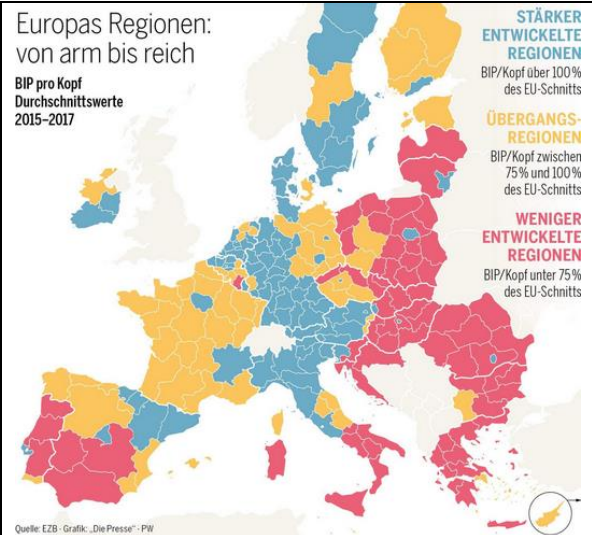 Europas Regionen:
von arm bis reich
BIP pro Kopf
Durchschnittswerte
2015–2017
STÄRKER
ENTWICKELTE
REGIONEN
BIP/Kopf über 100%
des EU-Schnitts
ÜBERGANGS-
REGIONEN
BIP/Kopf zwischen
75% und 100%
des EU-Schnitts
WENIGER
ENTWICKELTE
REGIONEN
BIP/Kopf unter 75%
des EU-Schnitts
Quelle: EZB · Grafik: „Die Presse“ · PW